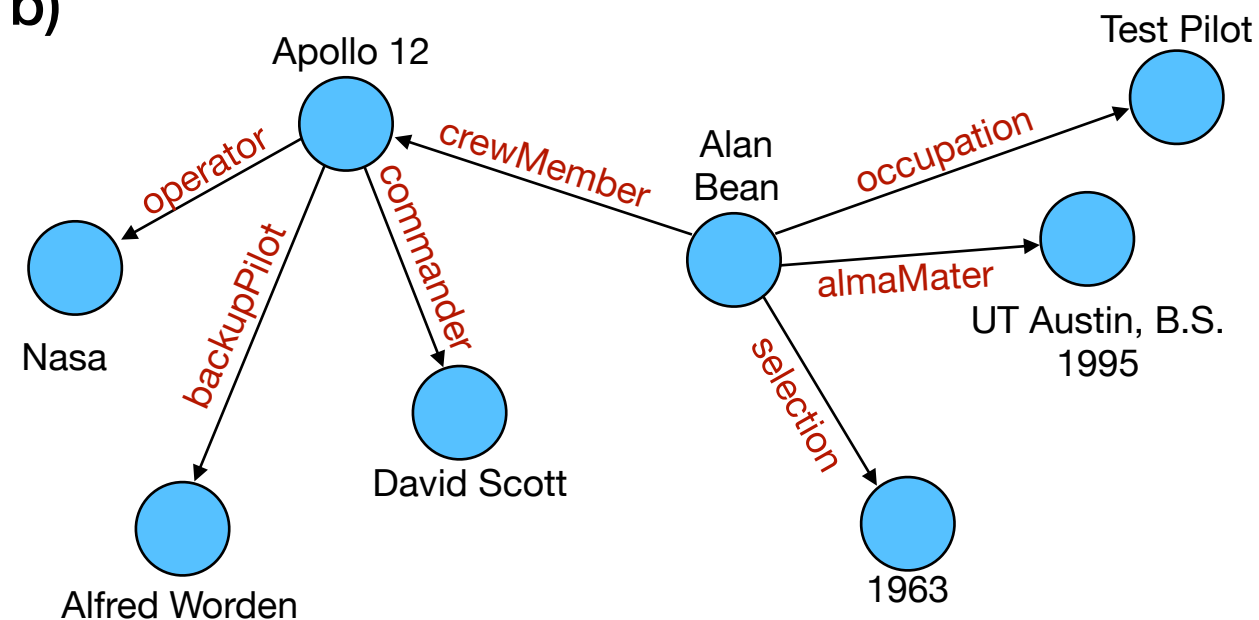 b)
Apollo 12
Test Pilot
operator
crewMember
Alan
Bean
occupation
commander
backupPilot
almaMater
Nasa
UT Austin, B.S.
1995
selection
David Scott
Alfred Worden
1963